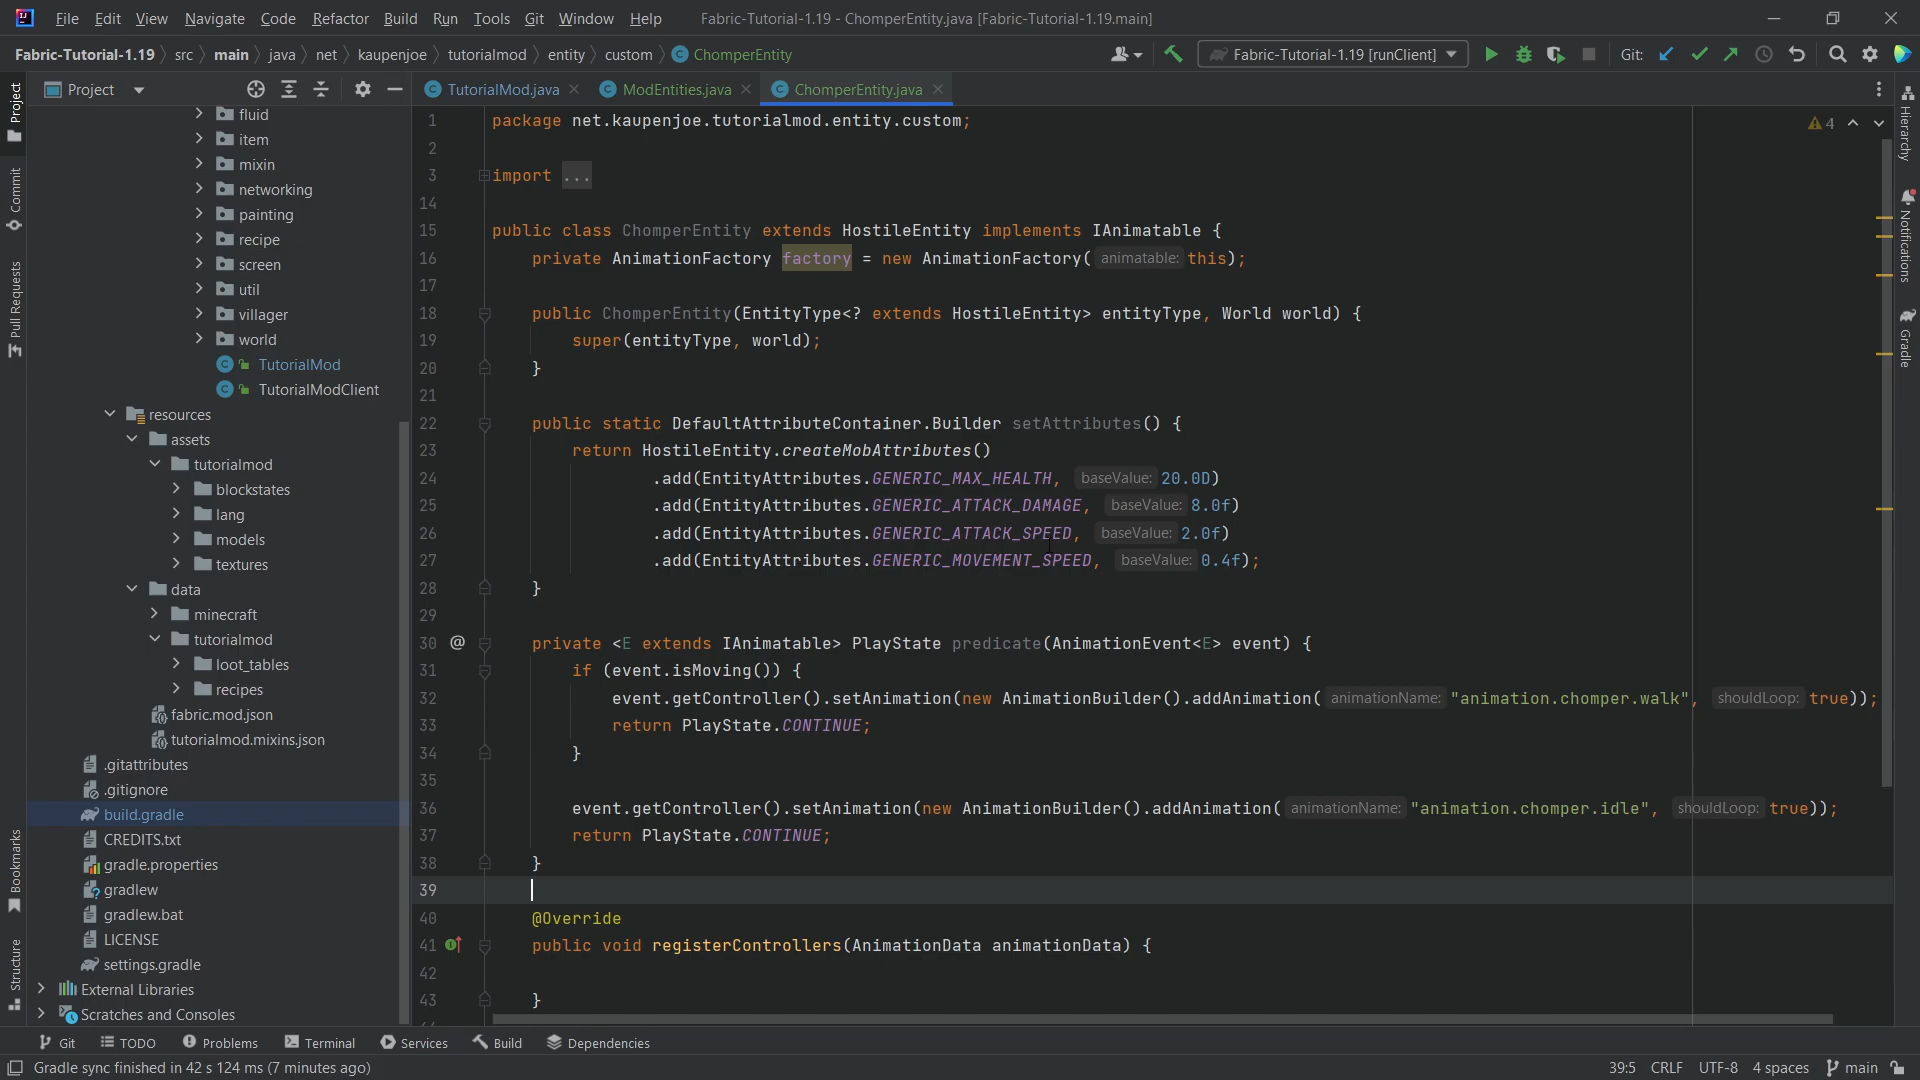 File Edit View Navigate Code Refactor Build Run Tools Git Window Help Fabric-Tutorial-1.19 - ChomperEntity.java [Fabric-Tutorial-1.19.main]
Fabric-Tutorial-1.19 src main java net kaupenjoe tutorialmod entity custom ChomperEntity Fabric-Tutorial-1.19 [runClient] Git:
Project
TutorialMod.java ModEntities.java ChomperEntity.java
Project
Commit
Pull Requests
Bookmarks
Structure
fluid
item
mixin
networking
painting
recipe
screen
util
villager
world
TutorialMod
TutorialModClient
resources
assets
tutorialmod
blockstates
lang
models
textures
data
minecraft
tutorialmod
loot_tables
recipes
fabric.mod.json
tutorialmod.mixins.json
.gitattributes
.gitignore
build.gradle
CREDITS.txt
gradle.properties
gradlew
gradlew.bat
LICENSE
settings.gradle
External Libraries
Scratches and Consoles
1 package net.kaupenjoe.tutorialmod.entity.custom;
2
3 import ...
14
15 public class ChomperEntity extends HostileEntity implements IAnimatable {
16 private AnimationFactory factory = new AnimationFactory( animatable: this);
17
18 public ChomperEntity(EntityType<? extends HostileEntity> entityType, World world) {
19 super(entityType, world);
20 }
21
22 public static DefaultAttributeContainer.Builder setAttributes() {
23 return HostileEntity.createMobAttributes()
24 .add(EntityAttributes.GENERIC_MAX_HEALTH, baseValue: 20.0D)
25 .add(EntityAttributes.GENERIC_ATTACK_DAMAGE, baseValue: 8.0f)
26 .add(EntityAttributes.GENERIC_ATTACK_SPEED, baseValue: 2.0f)
27 .add(EntityAttributes.GENERIC_MOVEMENT_SPEED, baseValue: 0.4f);
28 }
29
30 @ private <E extends IAnimatable> PlayState predicate(AnimationEvent<E> event) {
31 if (event.isMoving()) {
32 event.getController().setAnimation(new AnimationBuilder().addAnimation( animationName: "animation.chomper.walk", shouldLoop: true));
33 return PlayState.CONTINUE;
34 }
35
36 event.getController().setAnimation(new AnimationBuilder().addAnimation( animationName: "animation.chomper.idle", shouldLoop: true));
37 return PlayState.CONTINUE;
38 }
39
40 @Override
41 public void registerControllers(AnimationData animationData) {
42
43 }
4
Hierarchy
Notifications
Gradle
Git TODO Problems Terminal Services Build Dependencies
Gradle sync finished in 42 s 124 ms (7 minutes ago) 39:5 CRLF UTF-8 4 spaces main